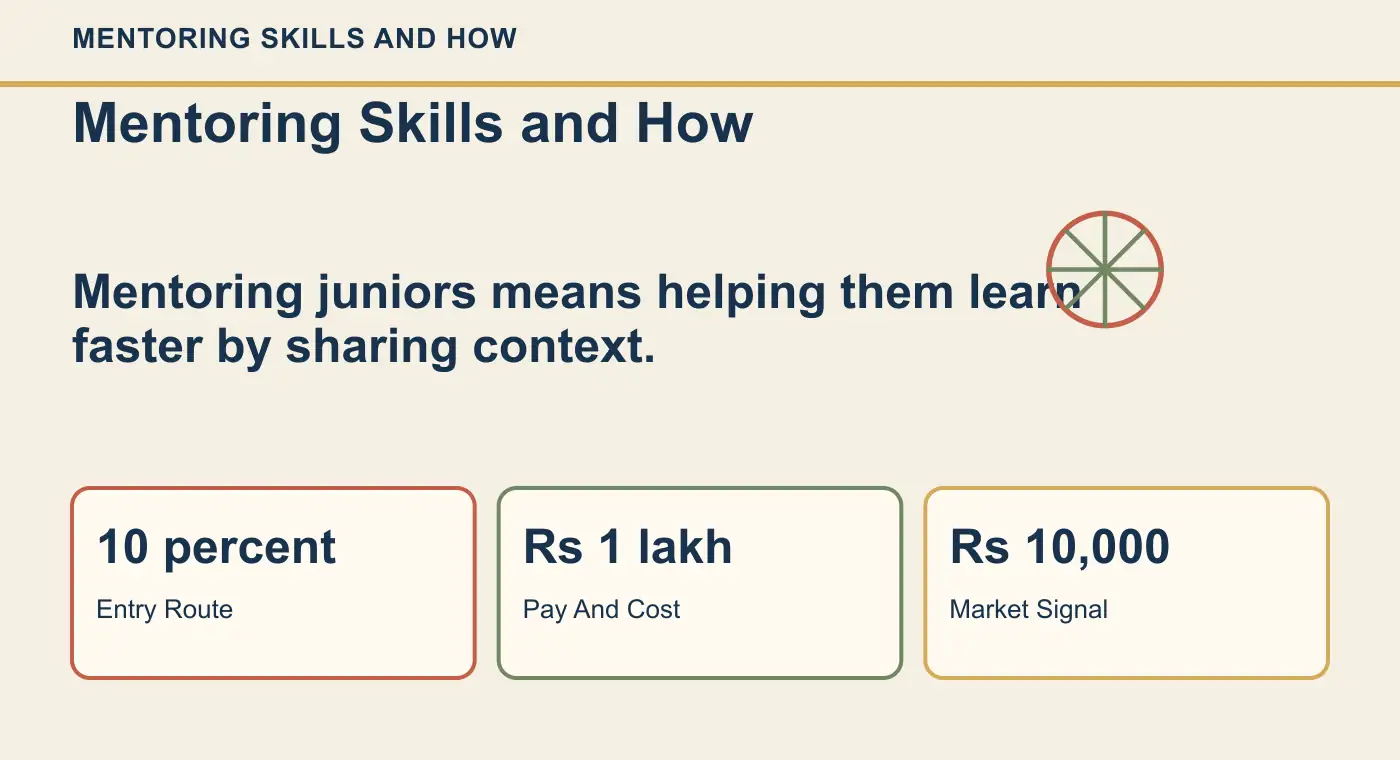 MENTORING SKILLS AND HOW
Mentoring Skills and How
Mentoring juniors means helping them learn
faster by sharing context.
10 percent
Entry Route
Rs 1 lakh
Pay And Cost
Rs 10,000
Market Signal